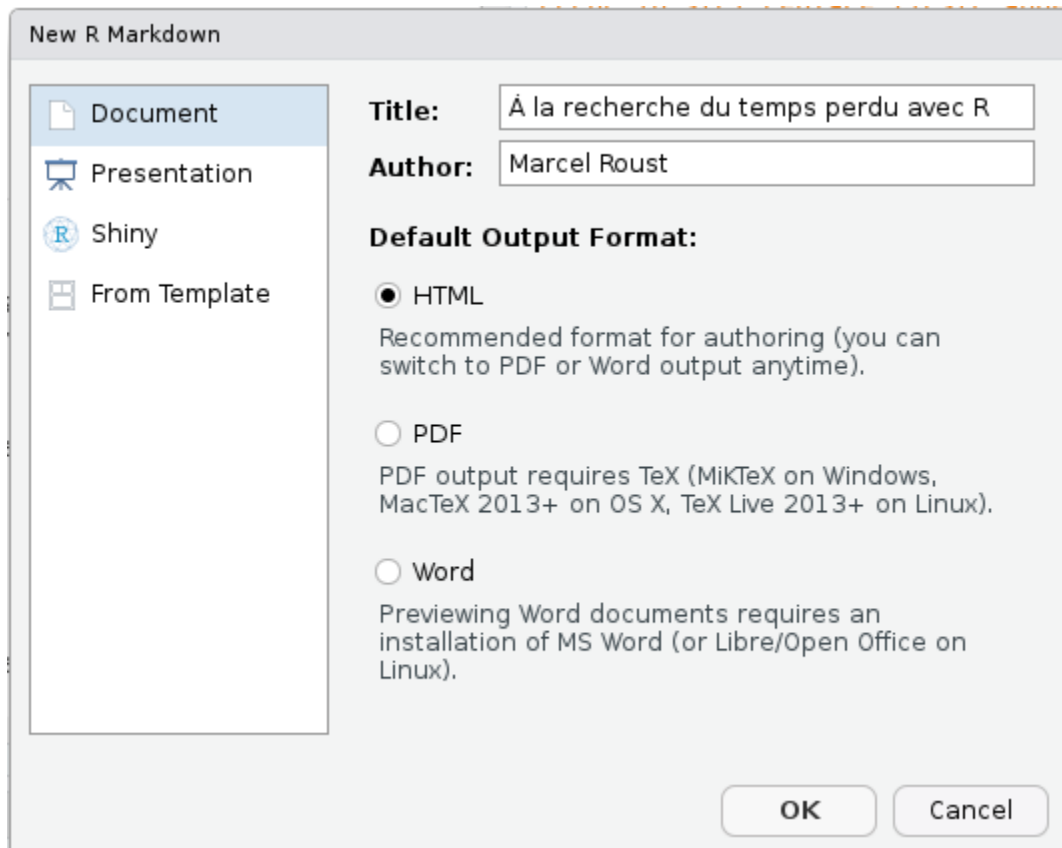 New R Markdown
Document
Presentation
Shiny
From Template
Title: Á la recherche du temps perdu avec R
Author: Marcel Roust
Default Output Format:
HTML
Recommended format for authoring (you can
switch to PDF or Word output anytime).
PDF
PDF output requires TeX (MiKTeX on Windows,
MacTeX 2013+ on OS X, TeX Live 2013+ on Linux).
Word
Previewing Word documents requires an
installation of MS Word (or Libre/Open Office on
Linux).
OK Cancel